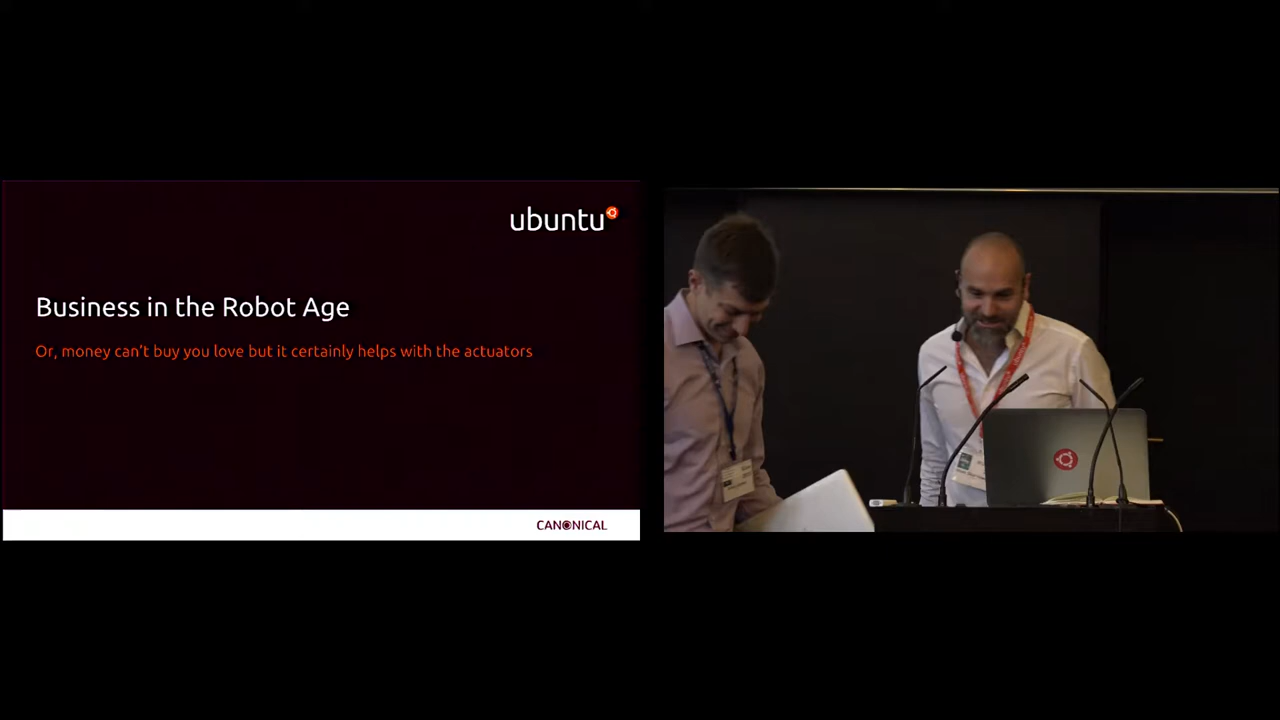 ubuntu
Business in the Robot Age
Or, money can't buy you love but it certainly helps with the actuators
CANONICAL